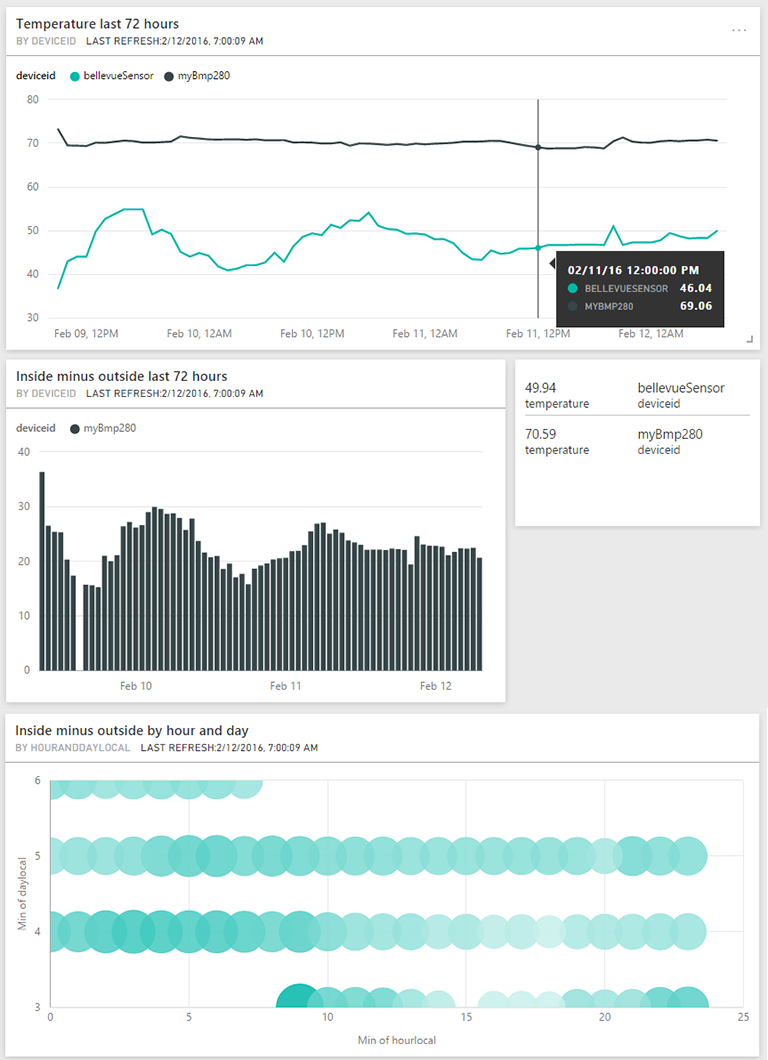 Temperature last 72 hours
...
BY DEVICEID LAST REFRESH:2/12/2016, 7:00:09 AM
deviceid bellevueSensor myBmp280
80
70
60
50
40
30
Feb 09, 12PM Feb 10, 12AM Feb 10, 12PM Feb 11, 12AM Feb 11, 12PM Feb 12, 12AM
02/11/16 12:00:00 PM
BELLEVUESENSOR 46.04
MYBMP280 69.06
Inside minus outside last 72 hours
BY DEVICEID LAST REFRESH:2/12/2016, 7:00:09 AM
deviceid myBmp280
40
30
20
10
0
Feb 10 Feb 11 Feb 12
49.94 bellevueSensor
temperature deviceid
70.59 myBmp280
temperature deviceid
Inside minus outside by hour and day
BY HOURANDDAYLOCAL LAST REFRESH:2/12/2016, 7:00:09 AM
Min of daylocal
6
5
4
3
0 5 10 15 20 25
Min of hourlocal